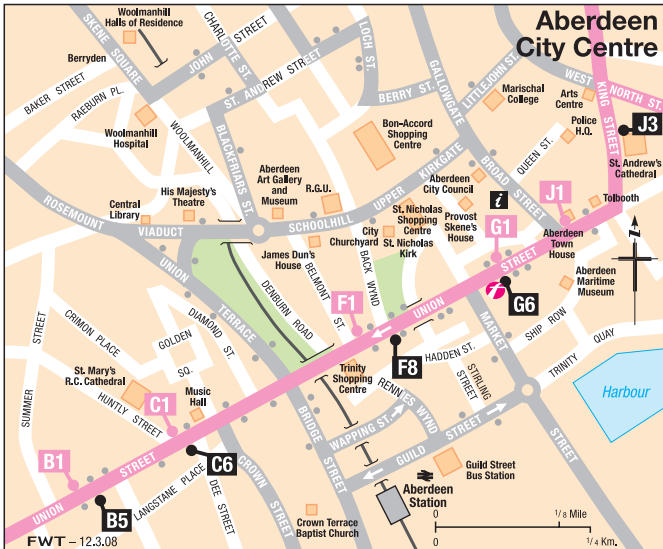 Aberdeen
City Centre
Woolmanhill
Halls of Residence
Berryden
SKENE SQUARE
JOHN STREET
CHARLOTTE ST.
ST. ANDREW STREET
LOCH ST.
GALLOWGATE
BERRY ST.
LITTLEJOHN ST.
WEST NORTH ST.
KING STREET
BAKER STREET
RAEBURN PL.
Woolmanhill
Hospital
WOOLMANHILL
BLACKFRIARS ST.
Bon-Accord
Shopping
Centre
Marischal
College
Arts
Centre
Police
H.Q.
J3
St. Andrew's
Cathedral
QUEEN ST.
BROAD STREET
UPPER KIRKGATE
SCHOOLHILL
Aberdeen
Art Gallery
and
Museum
R.G.U.
Aberdeen
City Council
i
His Majesty's
Theatre
Central
Library
ROSEMOUNT VIADUCT
City
Churchyard
St. Nicholas
Shopping
Centre
St. Nicholas
Kirk
Provost
Skene's
House
G1
J1
Tolbooth
Aberdeen
Town
House
N
James Dun's
House
BELMONT ST.
BACK WYND
DENBURN ROAD
UNION TERRACE
G6
Aberdeen
Maritime
Museum
SHIP ROW
F1
UNION STREET
F8
HADDEN ST.
MARKET STREET
STIRLING STREET
TRINITY QUAY
Harbour
SUMMER STREET
CRIMON PLACE
GOLDEN SQ.
DIAMOND ST.
St. Mary's
R.C. Cathedral
HUNTLY STREET
Music
Hall
Trinity
Shopping
Centre
RENNIES WYND
WAPPING ST.
BRIDGE STREET
GUILD STREET
C1
C6
B1
B5
UNION STREET
LANGSTANE PLACE
DEE STREET
CROWN STREET
Crown Terrace
Baptist Church
Guild Street
Bus Station
Aberdeen
Station
0 1/8 Mile
0 1/4 Km.
FWT – 12.3.08